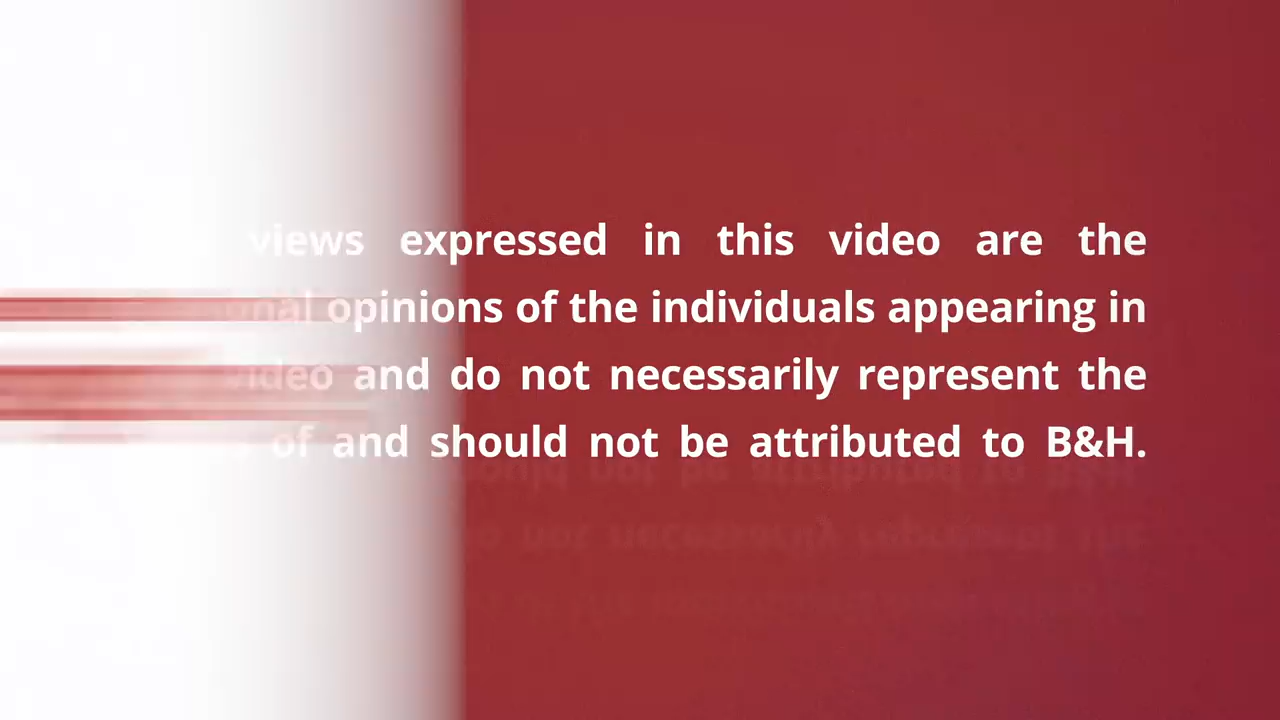 views expressed in this video are the
opinions of the individuals appearing in
video and do not necessarily represent the
of and should not be attributed to B&H.